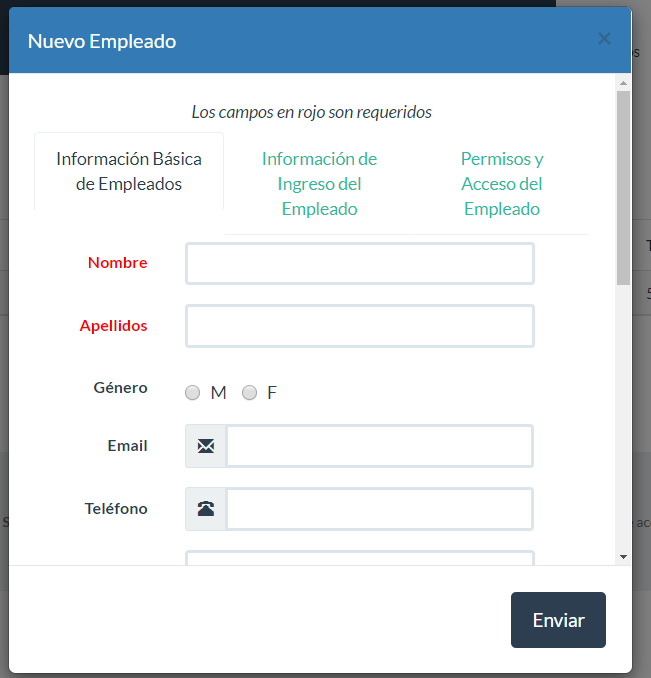 Nuevo Empleado
×
Los campos en rojo son requeridos
Información Básica
de Empleados
Información de
Ingreso del
Empleado
Permisos y
Acceso del
Empleado
Nombre
Apellidos
Género
M F
Email
Teléfono
Enviar